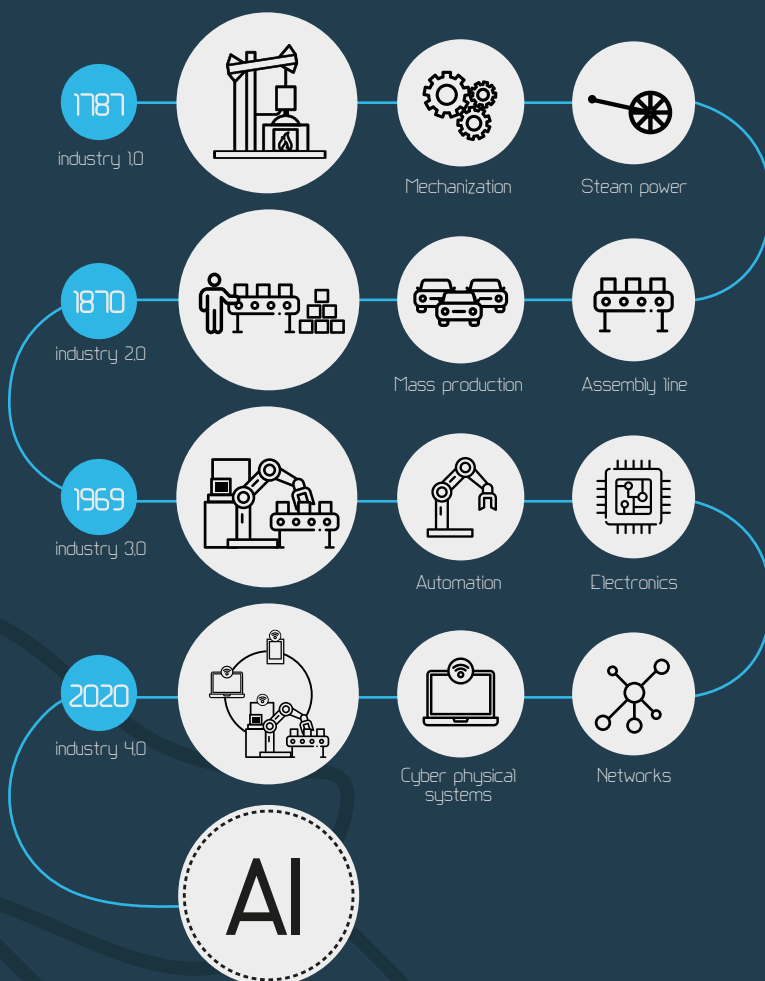 1787
industry 1.0
Mechanization
Steam power
1870
industry 2.0
Mass production
Assembly line
1969
industry 3.0
Automation
Electronics
2020
industry 4.0
Cyber physical
systems
Networks
AI